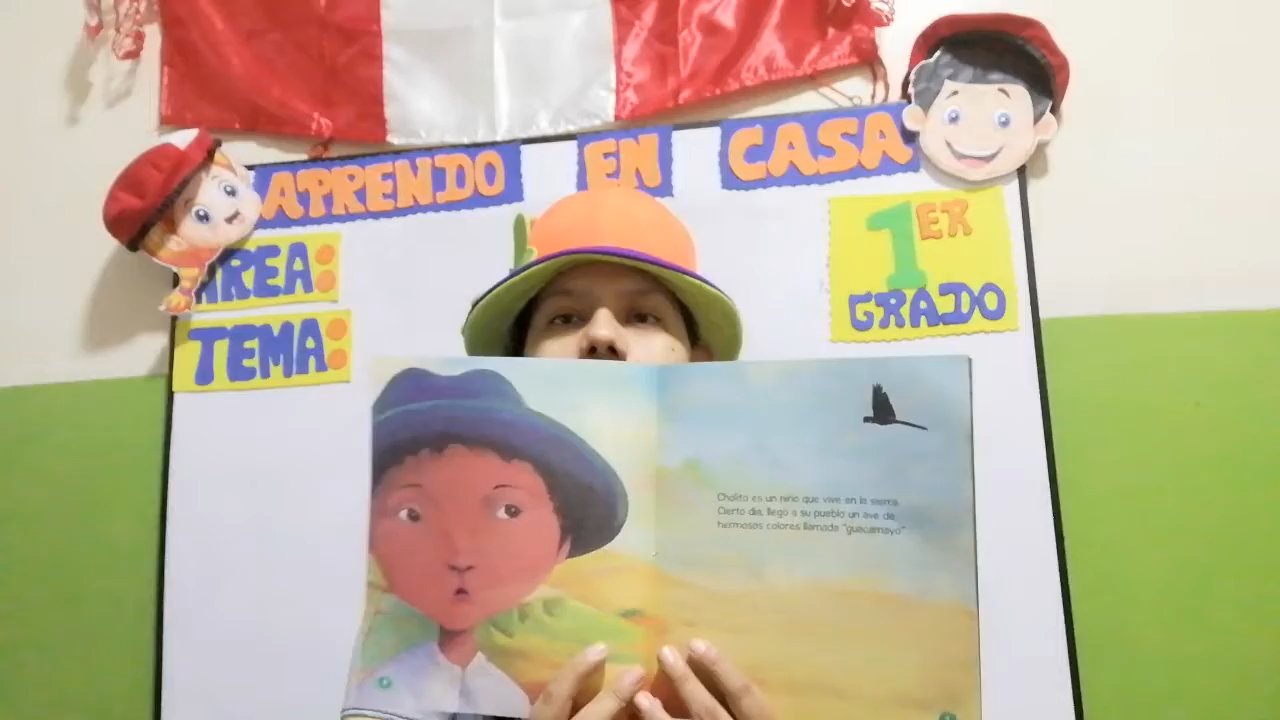 APRENDO EN CASA
AREA:
1ER
GRADO
TEMA:
Cholito es un niño que vive en la sierra.
Cierto día, llegó a su pueblo un ave de
hermosos colores llamada "guacamayo"